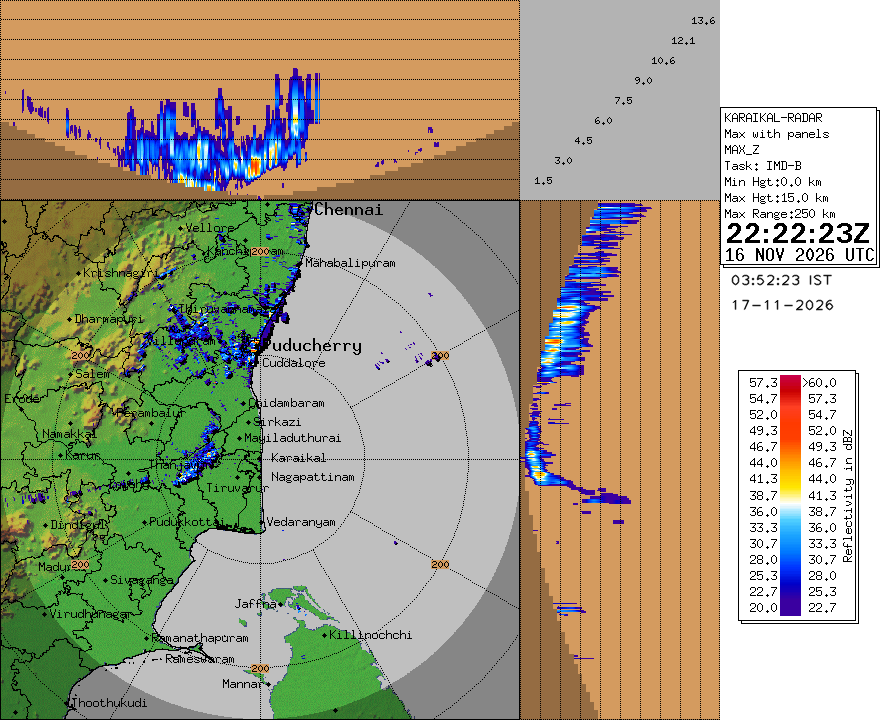 13.6
12.1
10.6
9.0
7.5
6.0
4.5
3.0
1.5
KARAIKAL-RADAR
Max with panels
MAX_Z
Task: IMD-B
Min Hgt:0.0 km
Max Hgt:15.0 km
Max Range:250 km
22:22:23Z
16 NOV 2026 UTC
03:52:23 IST
17-11-2026
Chennai
Vellore
200
Mahabalipuram
Krishnagiri
Dharmapuri
Puducherry
200
200
Cuddalore
Salem
Erode
Perambalur
Chidambaram
Sirkazi
Namakkal
Mayiladuthurai
Karur
Karaikal
Nagapattinam
Tiruvarur
Dindigul
Pudukkottai
Vedaranyam
200
200
Sivaganga
Jaffna
Virudhunagar
Killinochchi
Ramanathapuram
Rameswaram
200
Mannar
Thoothukudi
57.3 >60.0
54.7 57.3
52.0 54.7
49.3 52.0
46.7 49.3
44.0 46.7
41.3 44.0
38.7 41.3
36.0 38.7
33.3 36.0
30.7 33.3
28.0 30.7
25.3 28.0
22.7 25.3
20.0 22.7
Reflectivity in dBZ